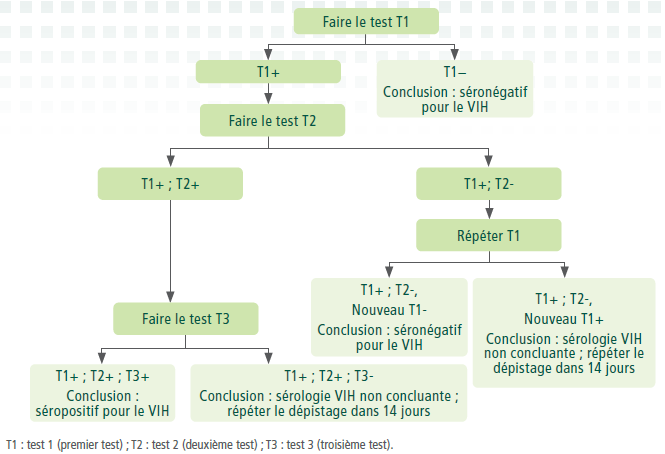 Faire le test T1
T1+
T1–
Conclusion : séronégatif
pour le VIH
Faire le test T2
T1+ ; T2+
T1+; T2-
Répéter T1
T1+ ; T2-,
Nouveau T1-
Conclusion : séronégatif
pour le VIH
T1+ ; T2-,
Nouveau T1+
Conclusion : sérologie VIH
non concluante ; répéter le
dépistage dans 14 jours
Faire le test T3
T1+ ; T2+ ; T3+
Conclusion :
séropositif pour le VIH
T1+ ; T2+ ; T3-
Conclusion : sérologie VIH non concluante ;
répéter le dépistage dans 14 jours
T1 : test 1 (premier test) ; T2 : test 2 (deuxième test) ; T3 : test 3 (troisième test).